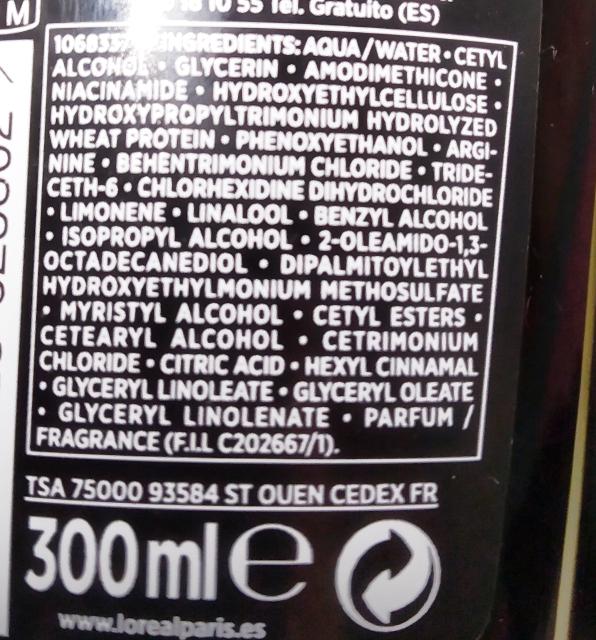 18 10 55 Tel. Gratuito (ES)
M
INGREDIENTS: AQUA / WATER • CETYL
ALCOHOL • GLYCERIN • AMODIMETHICONE •
NIACINAMIDE • HYDROXYETHYLCELLULOSE •
HYDROXYPROPYLTRIMONIUM HYDROLYZED
WHEAT PROTEIN • PHENOXYETHANOL • ARGI-
NINE • BEHENTRIMONIUM CHLORIDE • TRIDE-
CETH-6 • CHLORHEXIDINE DIHYDROCHLORIDE
• LIMONENE • LINALOOL • BENZYL ALCOHOL
• ISOPROPYL ALCOHOL • 2-OLEAMIDO-1,3-
OCTADECANEDIOL • DIPALMITOYLETHYL
HYDROXYETHYLMONIUM METHOSULFATE
• MYRISTYL ALCOHOL • CETYL ESTERS •
CETEARYL ALCOHOL • CETRIMONIUM
CHLORIDE • CITRIC ACID • HEXYL CINNAMAL
• GLYCERYL LINOLEATE • GLYCERYL OLEATE
• GLYCERYL LINOLENATE • PARFUM /
FRAGRANCE (F.I.L C202667/1).
TSA 75000 93584 ST OUEN CEDEX FR
300 ml e
www.lorealparis.es